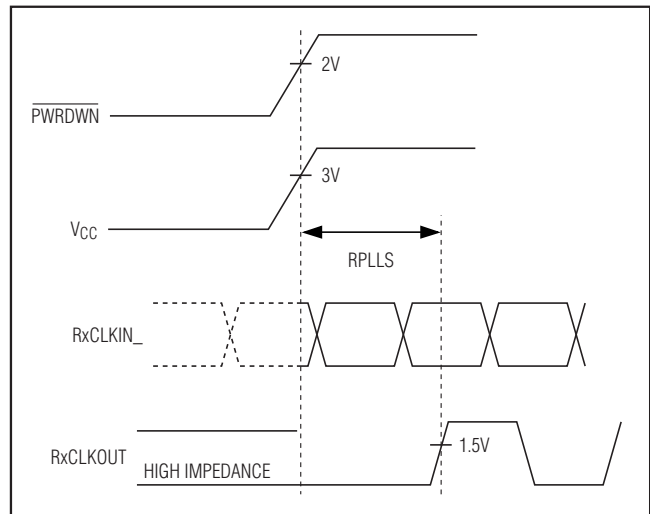 2V
PWRDWN
3V
VCC
RPLLS
RxCLKIN_
RxCLKOUT
1.5V
HIGH IMPEDANCE